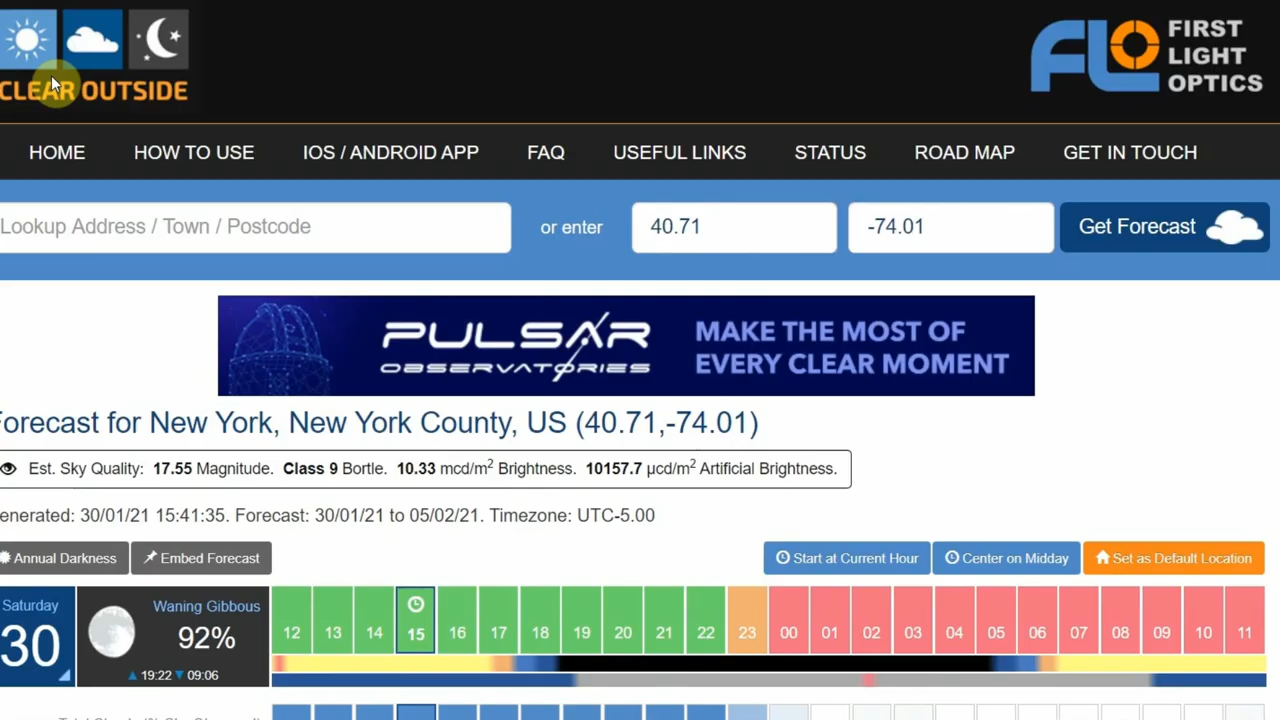 CLEAR OUTSIDE
FLO FIRST LIGHT OPTICS
HOME HOW TO USE IOS / ANDROID APP FAQ USEFUL LINKS STATUS ROAD MAP GET IN TOUCH
Lookup Address / Town / Postcode or enter 40.71 -74.01 Get Forecast
PULSAR OBSERVATORIES
MAKE THE MOST OF
EVERY CLEAR MOMENT
orecast for New York, New York County, US (40.71,-74.01)
Est. Sky Quality: 17.55 Magnitude. Class 9 Bortle. 10.33 mcd/m² Brightness. 10157.7 μcd/m² Artificial Brightness.
enerated: 30/01/21 15:41:35. Forecast: 30/01/21 to 05/02/21. Timezone: UTC-5.00
Annual Darkness Embed Forecast Start at Current Hour Center on Midday Set as Default Location
Saturday Waning Gibbous
30 92% 12 13 14 15 16 17 18 19 20 21 22 23 00 01 02 03 04 05 06 07 08 09 10 11
19:22 09:06